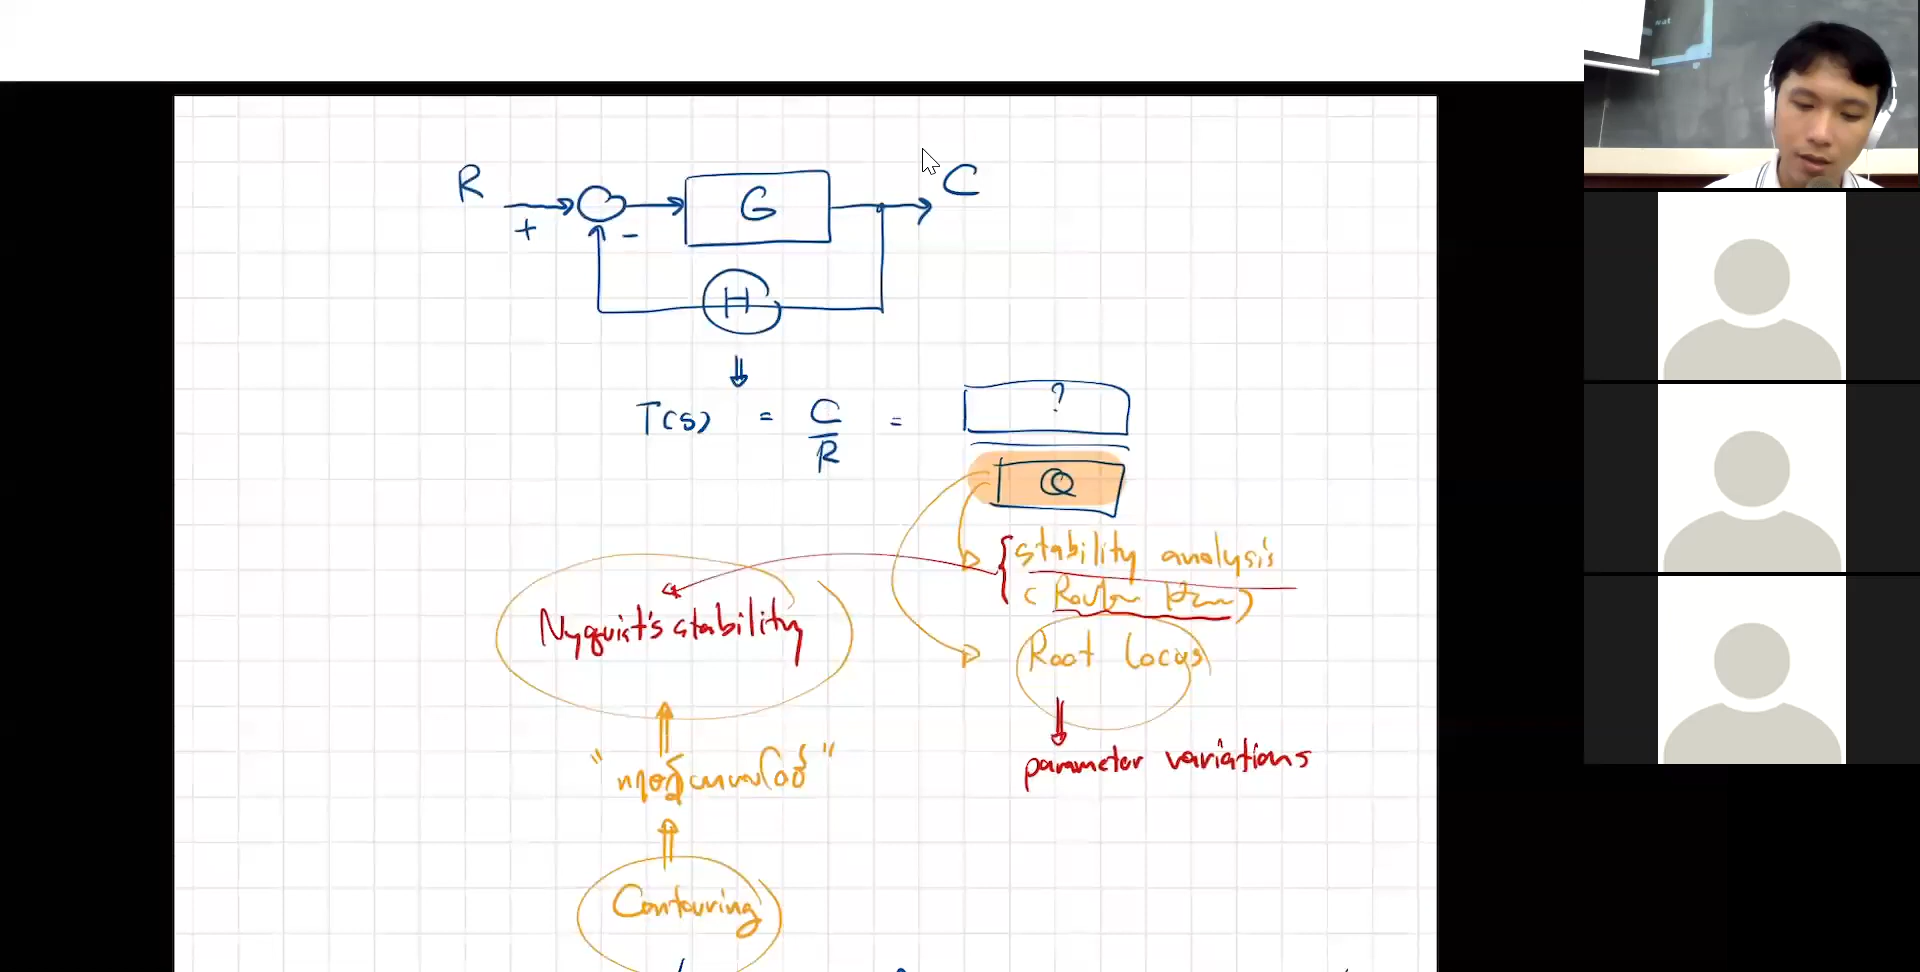 R
C
G
+
-
H
T(s) = C/R = ?
Q
stability analysis
Nyquist's stability
Root locus
parameter variations
Contouring